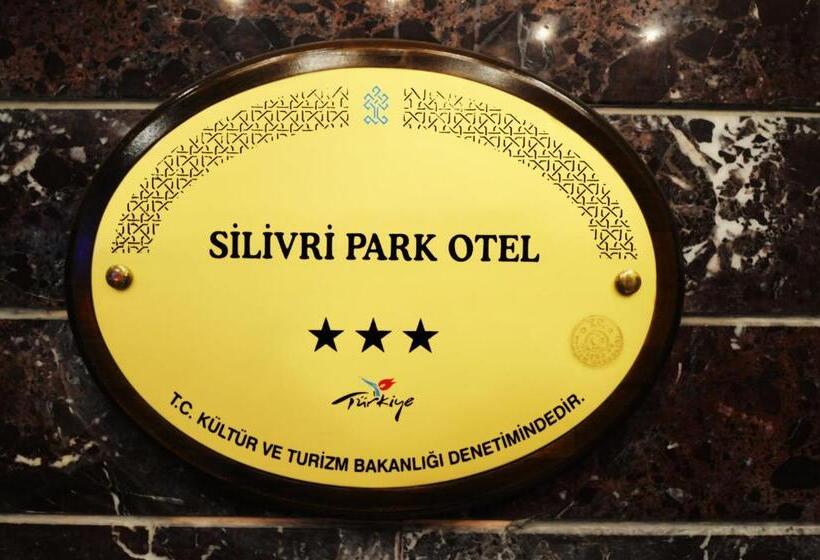 SİLİVRİ PARK OTEL
★★★
Türkiye
T.C. KÜLTÜR VE TURİZM BAKANLIĞI DENETİMİNDEDİR.